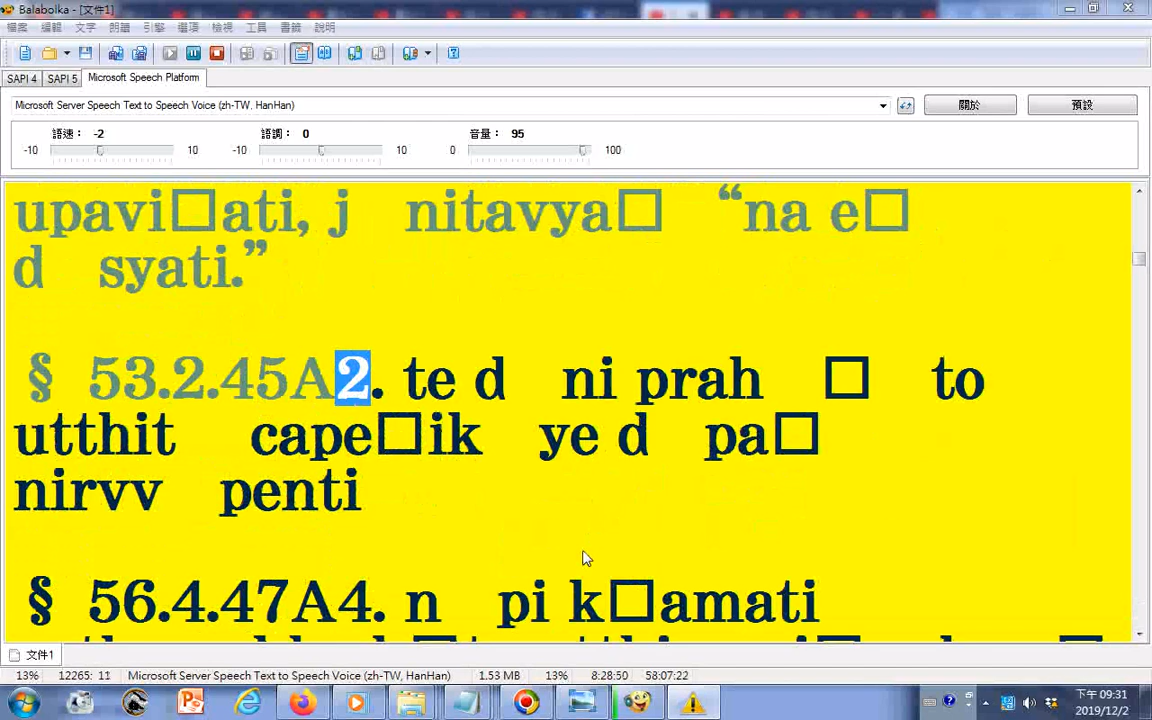 Balabolka - [文件1]
檔案 編輯 文字 朗讀 引擎 選項 檢視 工具 書籤 說明
SAPI 4 SAPI 5 Microsoft Speech Platform
Microsoft Server Speech Text to Speech Voice (zh-TW, HanHan) 關於 預設
語速： -2 語調： 0 音量： 95
-10 10 -10 10 0 100
upavi□ati, j nitavya□ “na e□
d syati.”
§ 53.2.45A2. te d ni prah □ to
utthit cape□ik ye d pa□
nirvv penti
§ 56.4.47A4. n pi k□amati
文件1
13% 12265: 11 Microsoft Server Speech Text to Speech Voice (zh-TW, HanHan) 1.53 MB 13% 8:28:50 58:07:22
下午 09:31
2019/12/2